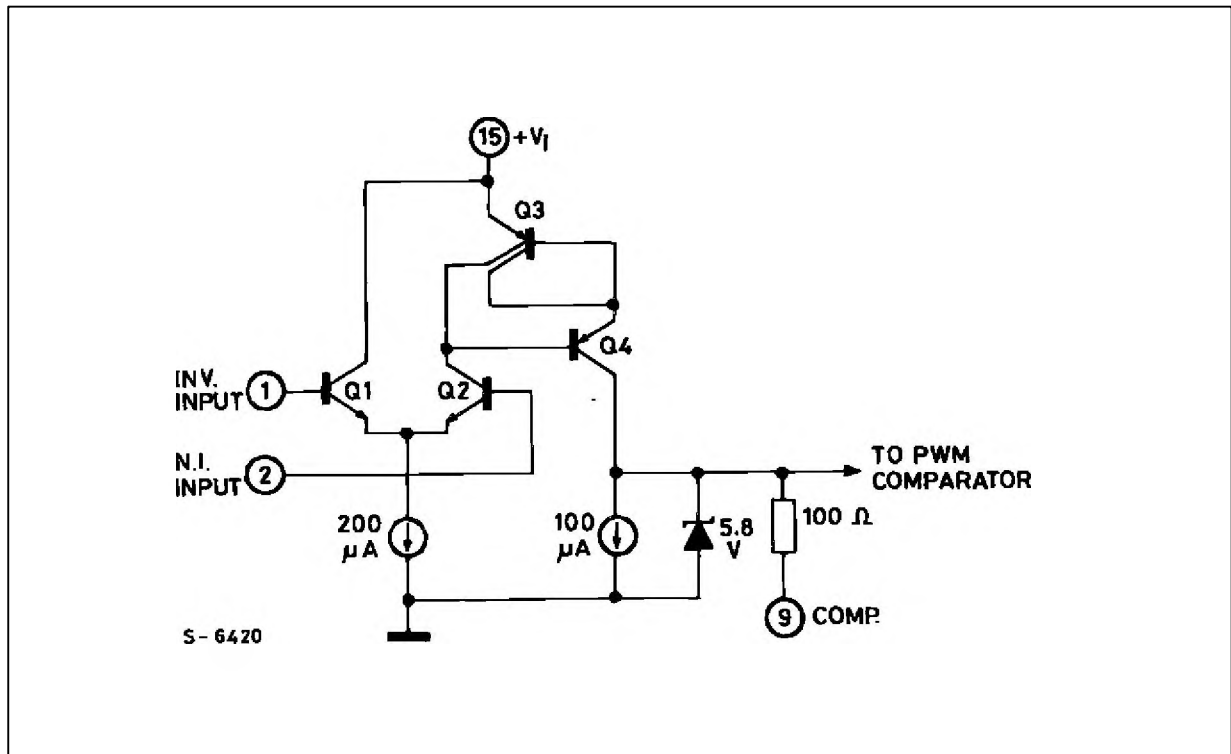 15 +VI
Q3
Q4
INV.
INPUT 1 Q1 Q2
N.I.
INPUT 2
TO PWM
COMPARATOR
200
µA
100
µA
5.8
V
100 Ω
9 COMP.
S-6420